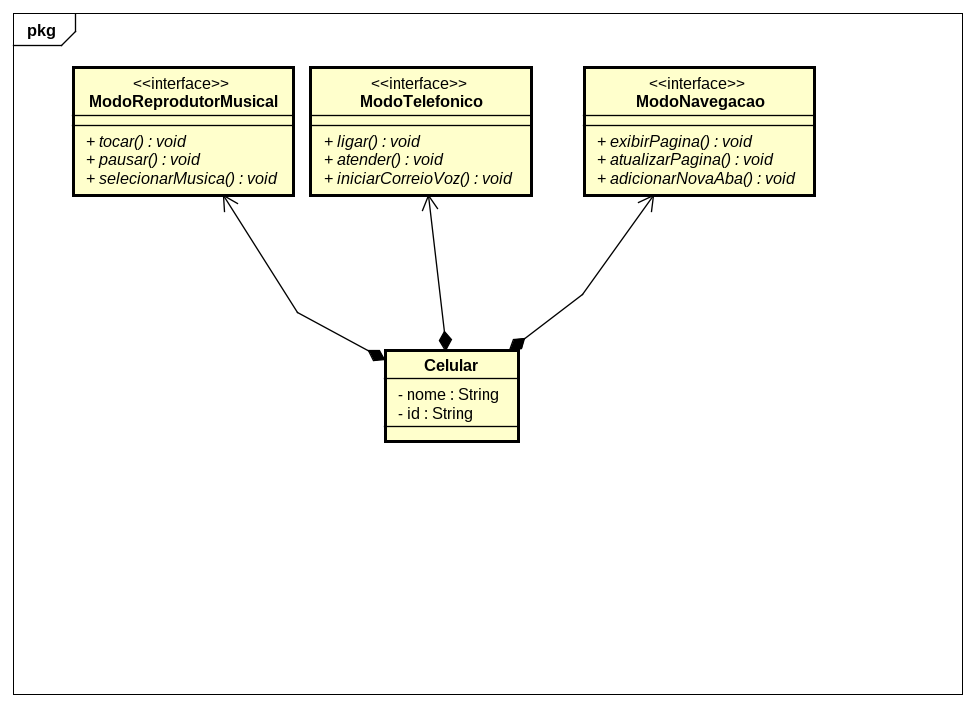 pkg
<<interface>>
ModoReprodutorMusical
+ tocar() : void
+ pausar() : void
+ selecionarMusica() : void
<<interface>>
ModoTelefonico
+ ligar() : void
+ atender() : void
+ iniciarCorreioVoz() : void
<<interface>>
ModoNavegacao
+ exibirPagina() : void
+ atualizarPagina() : void
+ adicionarNovaAba() : void
Celular
- nome : String
- id : String